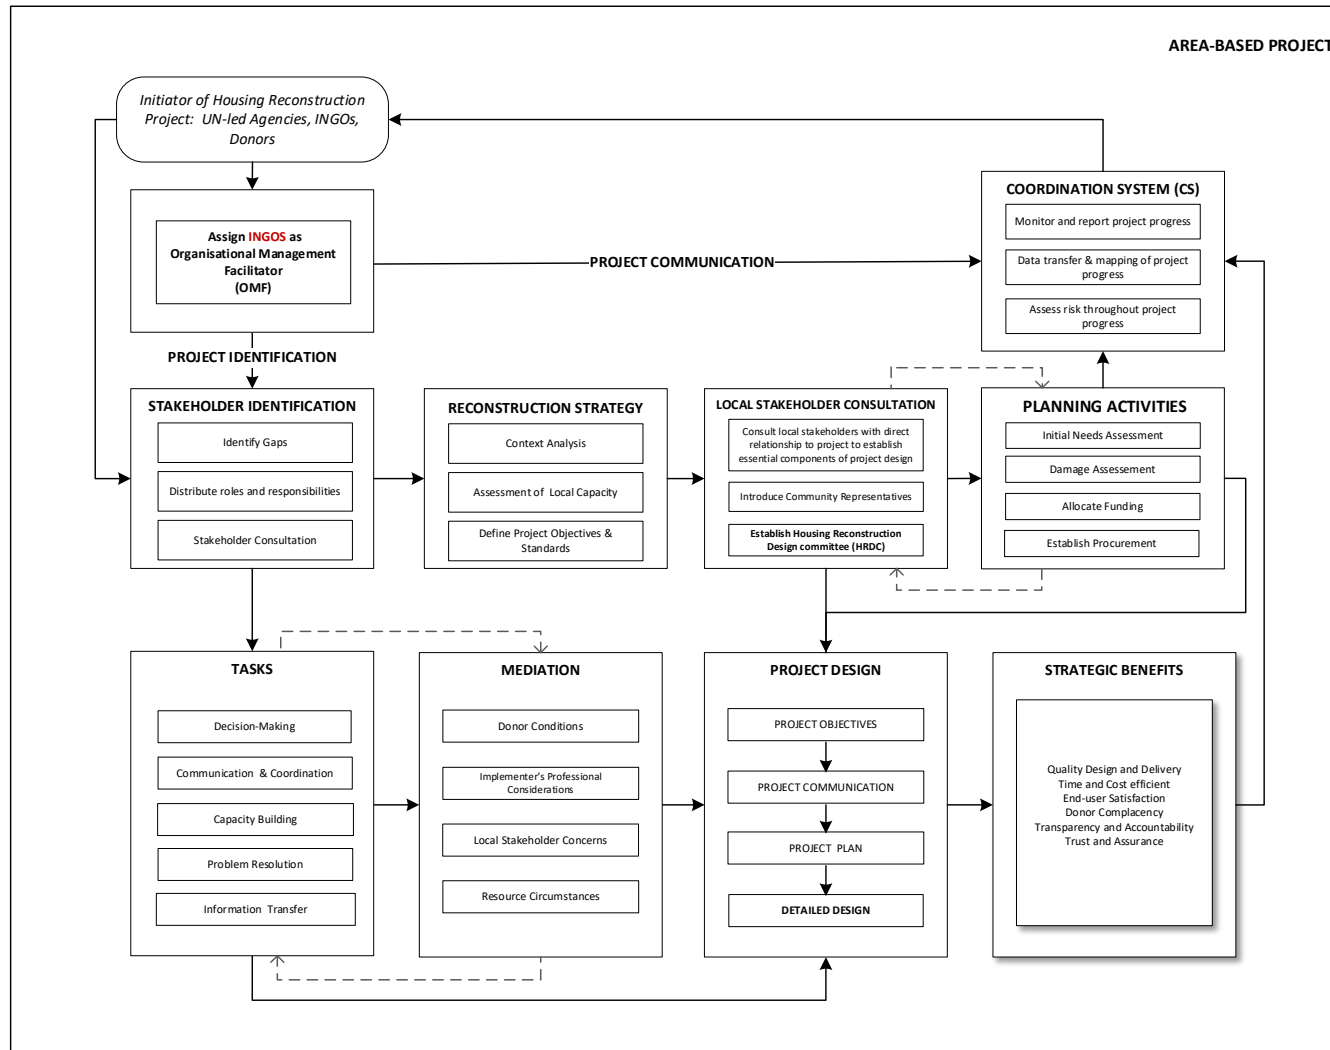 AREA-BASED PROJECT
Initiator of Housing Reconstruction
Project: UN-led Agencies, INGOs,
Donors
Assign INGOS as
Organisational Management
Facilitator
(OMF)
PROJECT COMMUNICATION
COORDINATION SYSTEM (CS)
Monitor and report project progress
Data transfer & mapping of project
progress
Assess risk throughout project
progress
PROJECT IDENTIFICATION
STAKEHOLDER IDENTIFICATION
Identify Gaps
Distribute roles and responsibilities
Stakeholder Consultation
RECONSTRUCTION STRATEGY
Context Analysis
Assessment of Local Capacity
Define Project Objectives &
Standards
LOCAL STAKEHOLDER CONSULTATION
Consult local stakeholders with direct
relationship to project to establish
essential components of project design
Introduce Community Representatives
Establish Housing Reconstruction
Design committee (HRDC)
PLANNING ACTIVITIES
Initial Needs Assessment
Damage Assessement
Allocate Funding
Establish Procurement
TASKS
Decision-Making
Communication & Coordination
Capacity Building
Problem Resolution
Information Transfer
MEDIATION
Donor Conditions
Implementer's Professional
Considerations
Local Stakeholder Concerns
Resource Circumstances
PROJECT DESIGN
PROJECT OBJECTIVES
PROJECT COMMUNICATION
PROJECT PLAN
DETAILED DESIGN
STRATEGIC BENEFITS
Quality Design and Delivery
Time and Cost efficient
End-user Satisfaction
Donor Complacency
Transparency and Accountability
Trust and Assurance